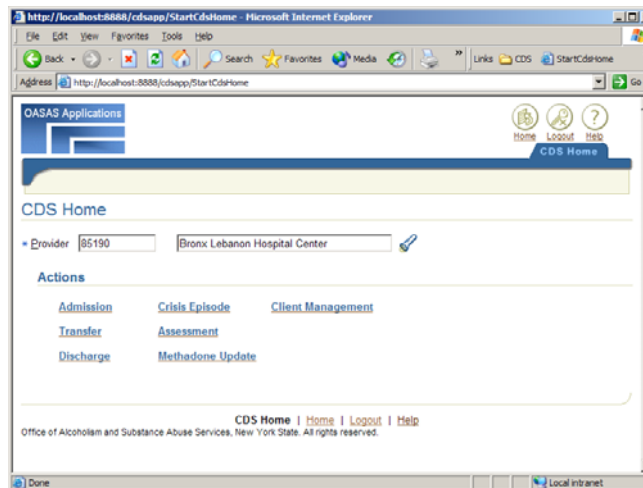 http://localhost:8888/cdsapp/StartCdsHome - Microsoft Internet Explorer
File Edit View Favorites Tools Help
Back Search Favorites Media » Links CDS StartCdsHome
Address http://localhost:8888/cdsapp/StartCdsHome Go
OASAS Applications
Home Logout Help
CDS Home
CDS Home
* Provider 85190 Bronx Lebanon Hospital Center
Actions
Admission Crisis Episode Client Management
Transfer Assessment
Discharge Methadone Update
CDS Home | Home | Logout | Help
Office of Alcoholism and Substance Abuse Services, New York State. All rights reserved.
Done Local intranet